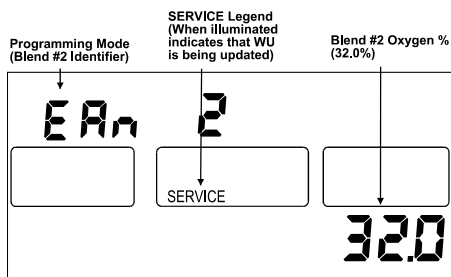 SERVICE Legend
(When illuminated
indicates that WU
is being updated)
Programming Mode
(Blend #2 Identifier)
Blend #2 Oxygen %
(32.0%)
EAn 2
SERVICE
32.0